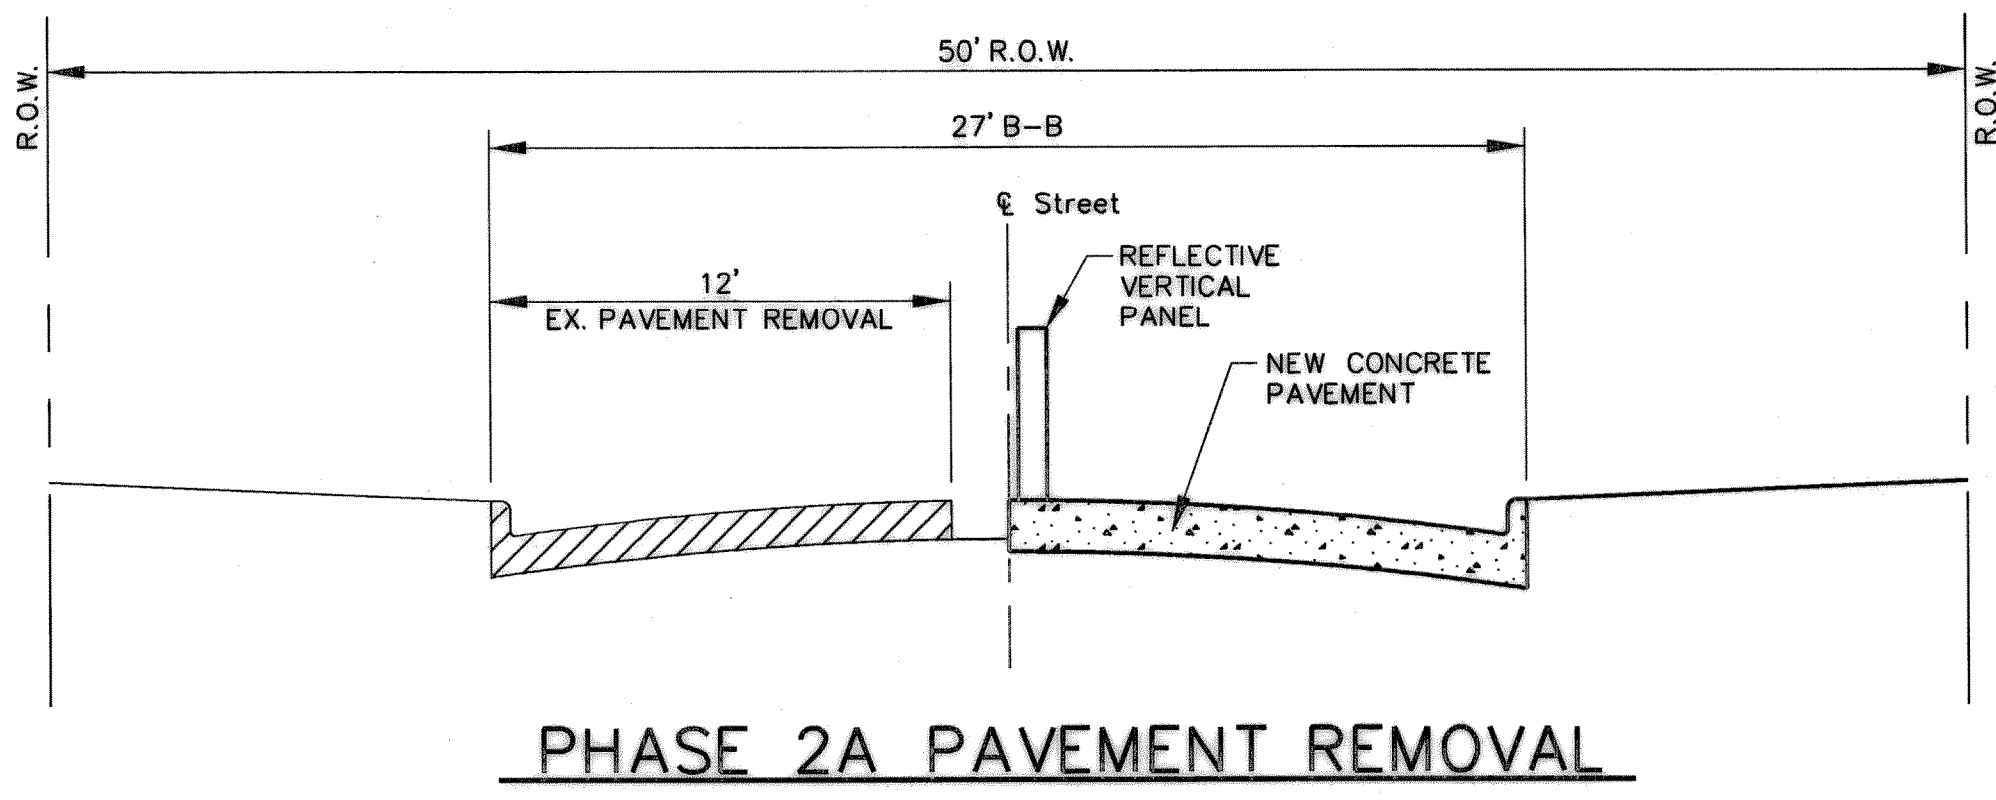 50' R.O.W.
R.O.W.
R.O.W.
27' B-B
℄ Street
12'
EX. PAVEMENT REMOVAL
REFLECTIVE
VERTICAL
PANEL
NEW CONCRETE
PAVEMENT
PHASE 2A PAVEMENT REMOVAL